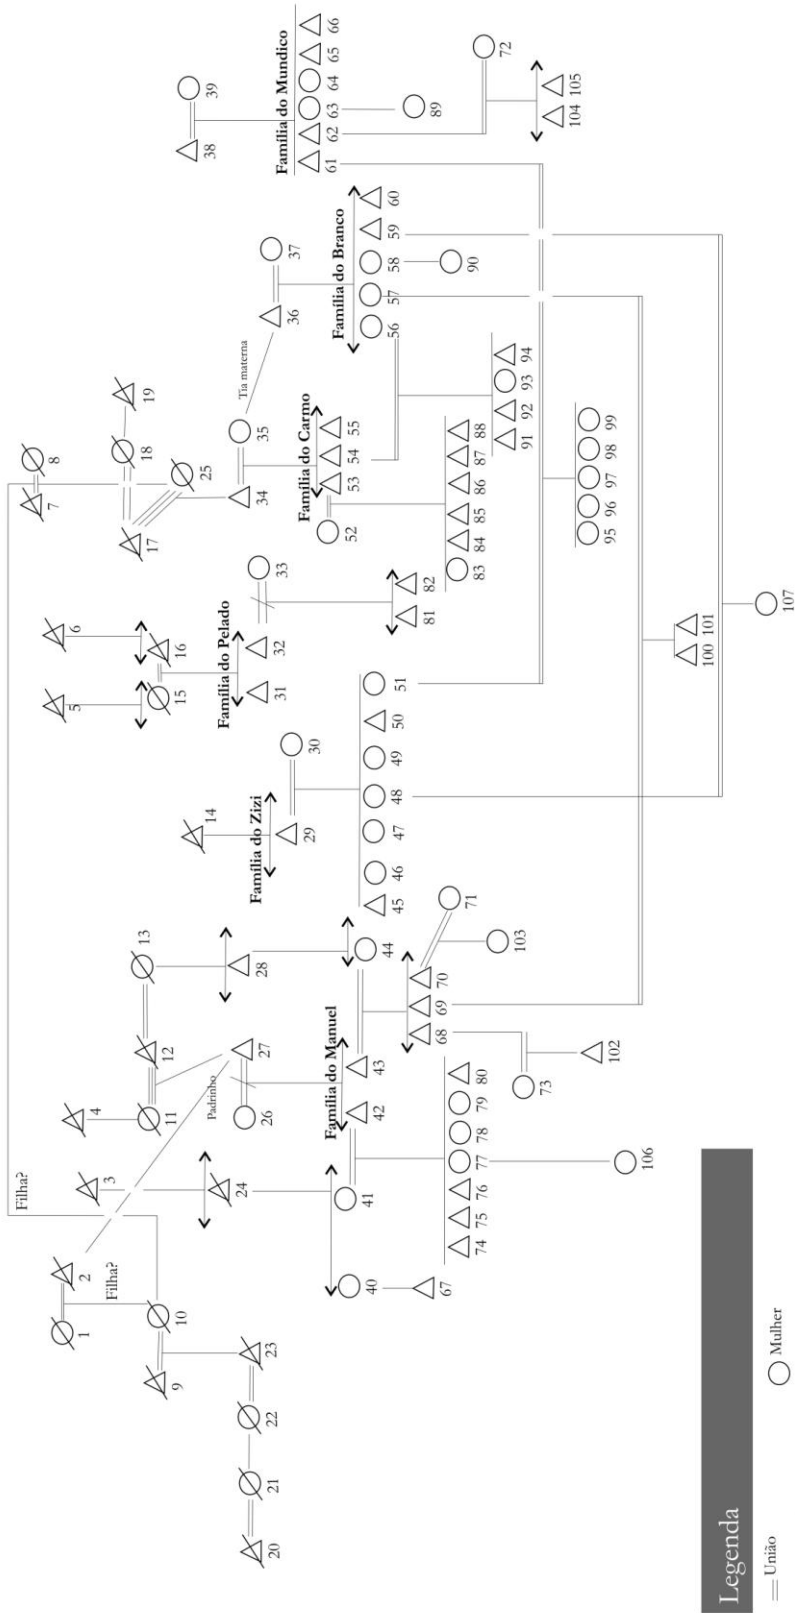 Filha?
7 8
1 2 3 4 5 6
Filha?
19
13
9 10 11 12 15 16 17 18
38 39
14 25
Padrinho
Tia materna
24 28
Família do Pelado
Família do Zizi
34 35
20 21 22 23 26 27
Família do Mundico
31 32 33
Família do Carmo
36 37
29 30
Família do Manuel
61 62 63 64 65 66
Família do Branco
52 53 54 55
40 41 42 43 44
45 46 47 48 49 50 51
56 57 58 59 60
67 68 69 70 71
81 82
89
72
74 75 76 77 78 79 80
83 84 85 86 87 88
90
103
91 92 93 94
73
104 105
102
95 96 97 98 99
106
100 101
107
Legenda
União
Mulher